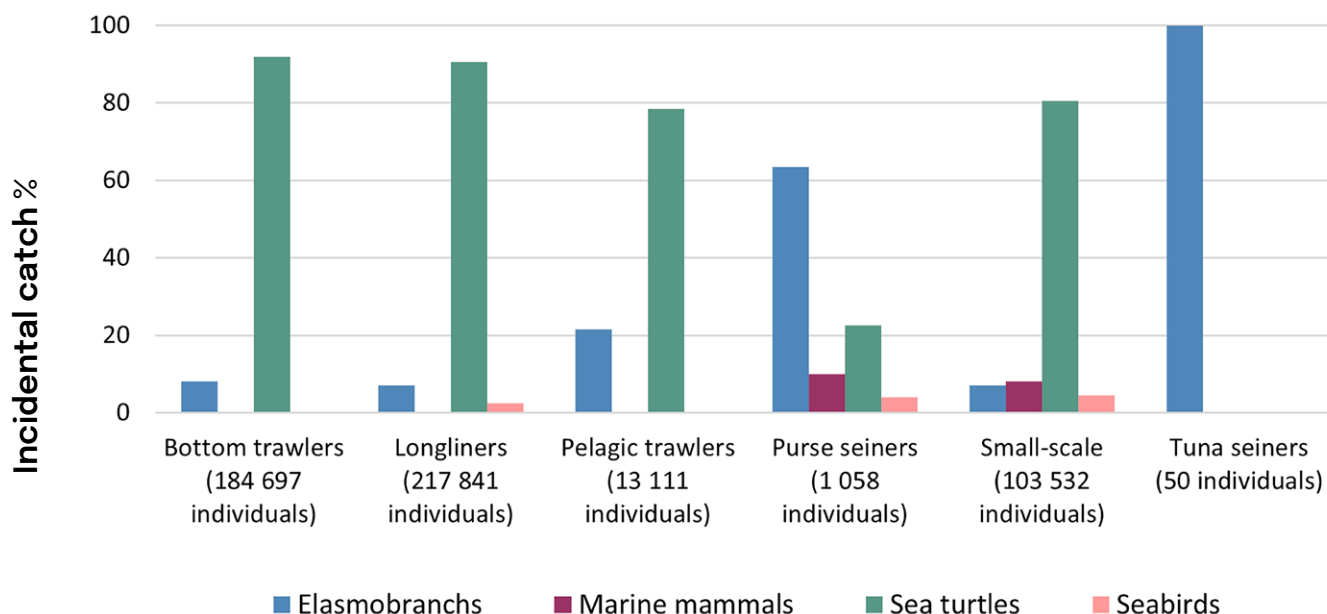 Incidental catch %
100
80
60
40
20
0
Bottom trawlers
(184 697
individuals)
Longliners
(217 841
individuals)
Pelagic trawlers
(13 111
individuals)
Purse seiners
(1 058
individuals)
Small-scale
(103 532
individuals)
Tuna seiners
(50 individuals)
Elasmobranchs
Marine mammals
Sea turtles
Seabirds